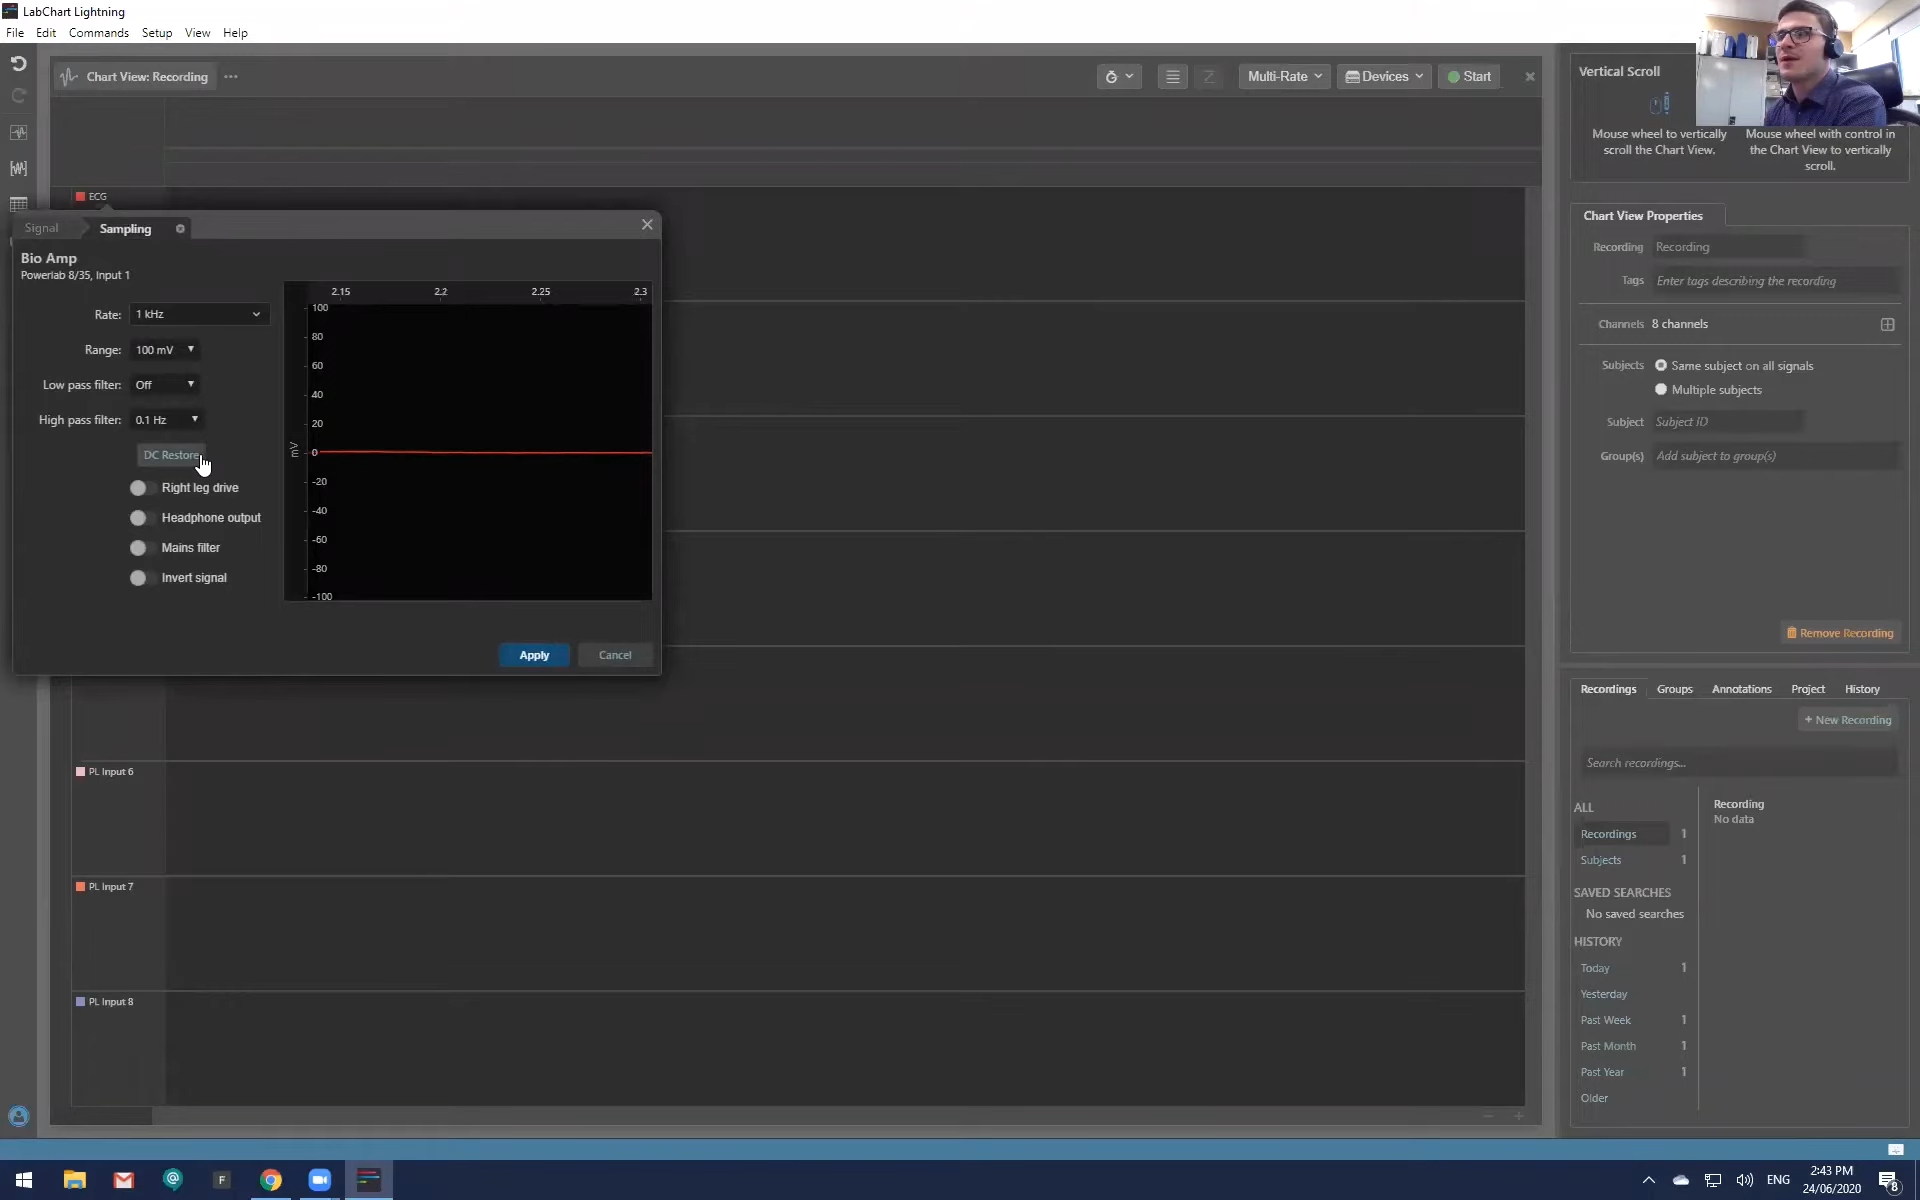 LabChart Lightning
File Edit Commands Setup View Help
Chart View: Recording
Multi-Rate Devices Start
ECG
Signal Sampling
Bio Amp
Powerlab 8/35, Input 1
Rate: 1 kHz
Range: 100 mV
Low pass filter: Off
High pass filter: 0.1 Hz
DC Restore
Right leg drive
Headphone output
Mains filter
Invert signal
2.15 2.2 2.25 2.3
100
80
60
40
20
0
-20
-40
-60
-80
-100
mV
Apply Cancel
PL Input 6
PL Input 7
PL Input 8
Vertical Scroll
Mouse wheel to vertically
scroll the Chart View.
Mouse wheel with control in
the Chart View to vertically
scroll.
Chart View Properties
Recording Recording
Tags Enter tags describing the recording
Channels 8 channels
Subjects Same subject on all signals
Multiple subjects
Subject Subject ID
Group(s) Add subject to group(s)
Remove Recording
Recordings Groups Annotations Project History
+ New Recording
Search recordings...
ALL
Recordings 1
Subjects 1
SAVED SEARCHES
No saved searches
HISTORY
Today 1
Yesterday
Past Week 1
Past Month 1
Past Year 1
Older
Recording
No data
F
ENG
2:43 PM
24/06/2020
8